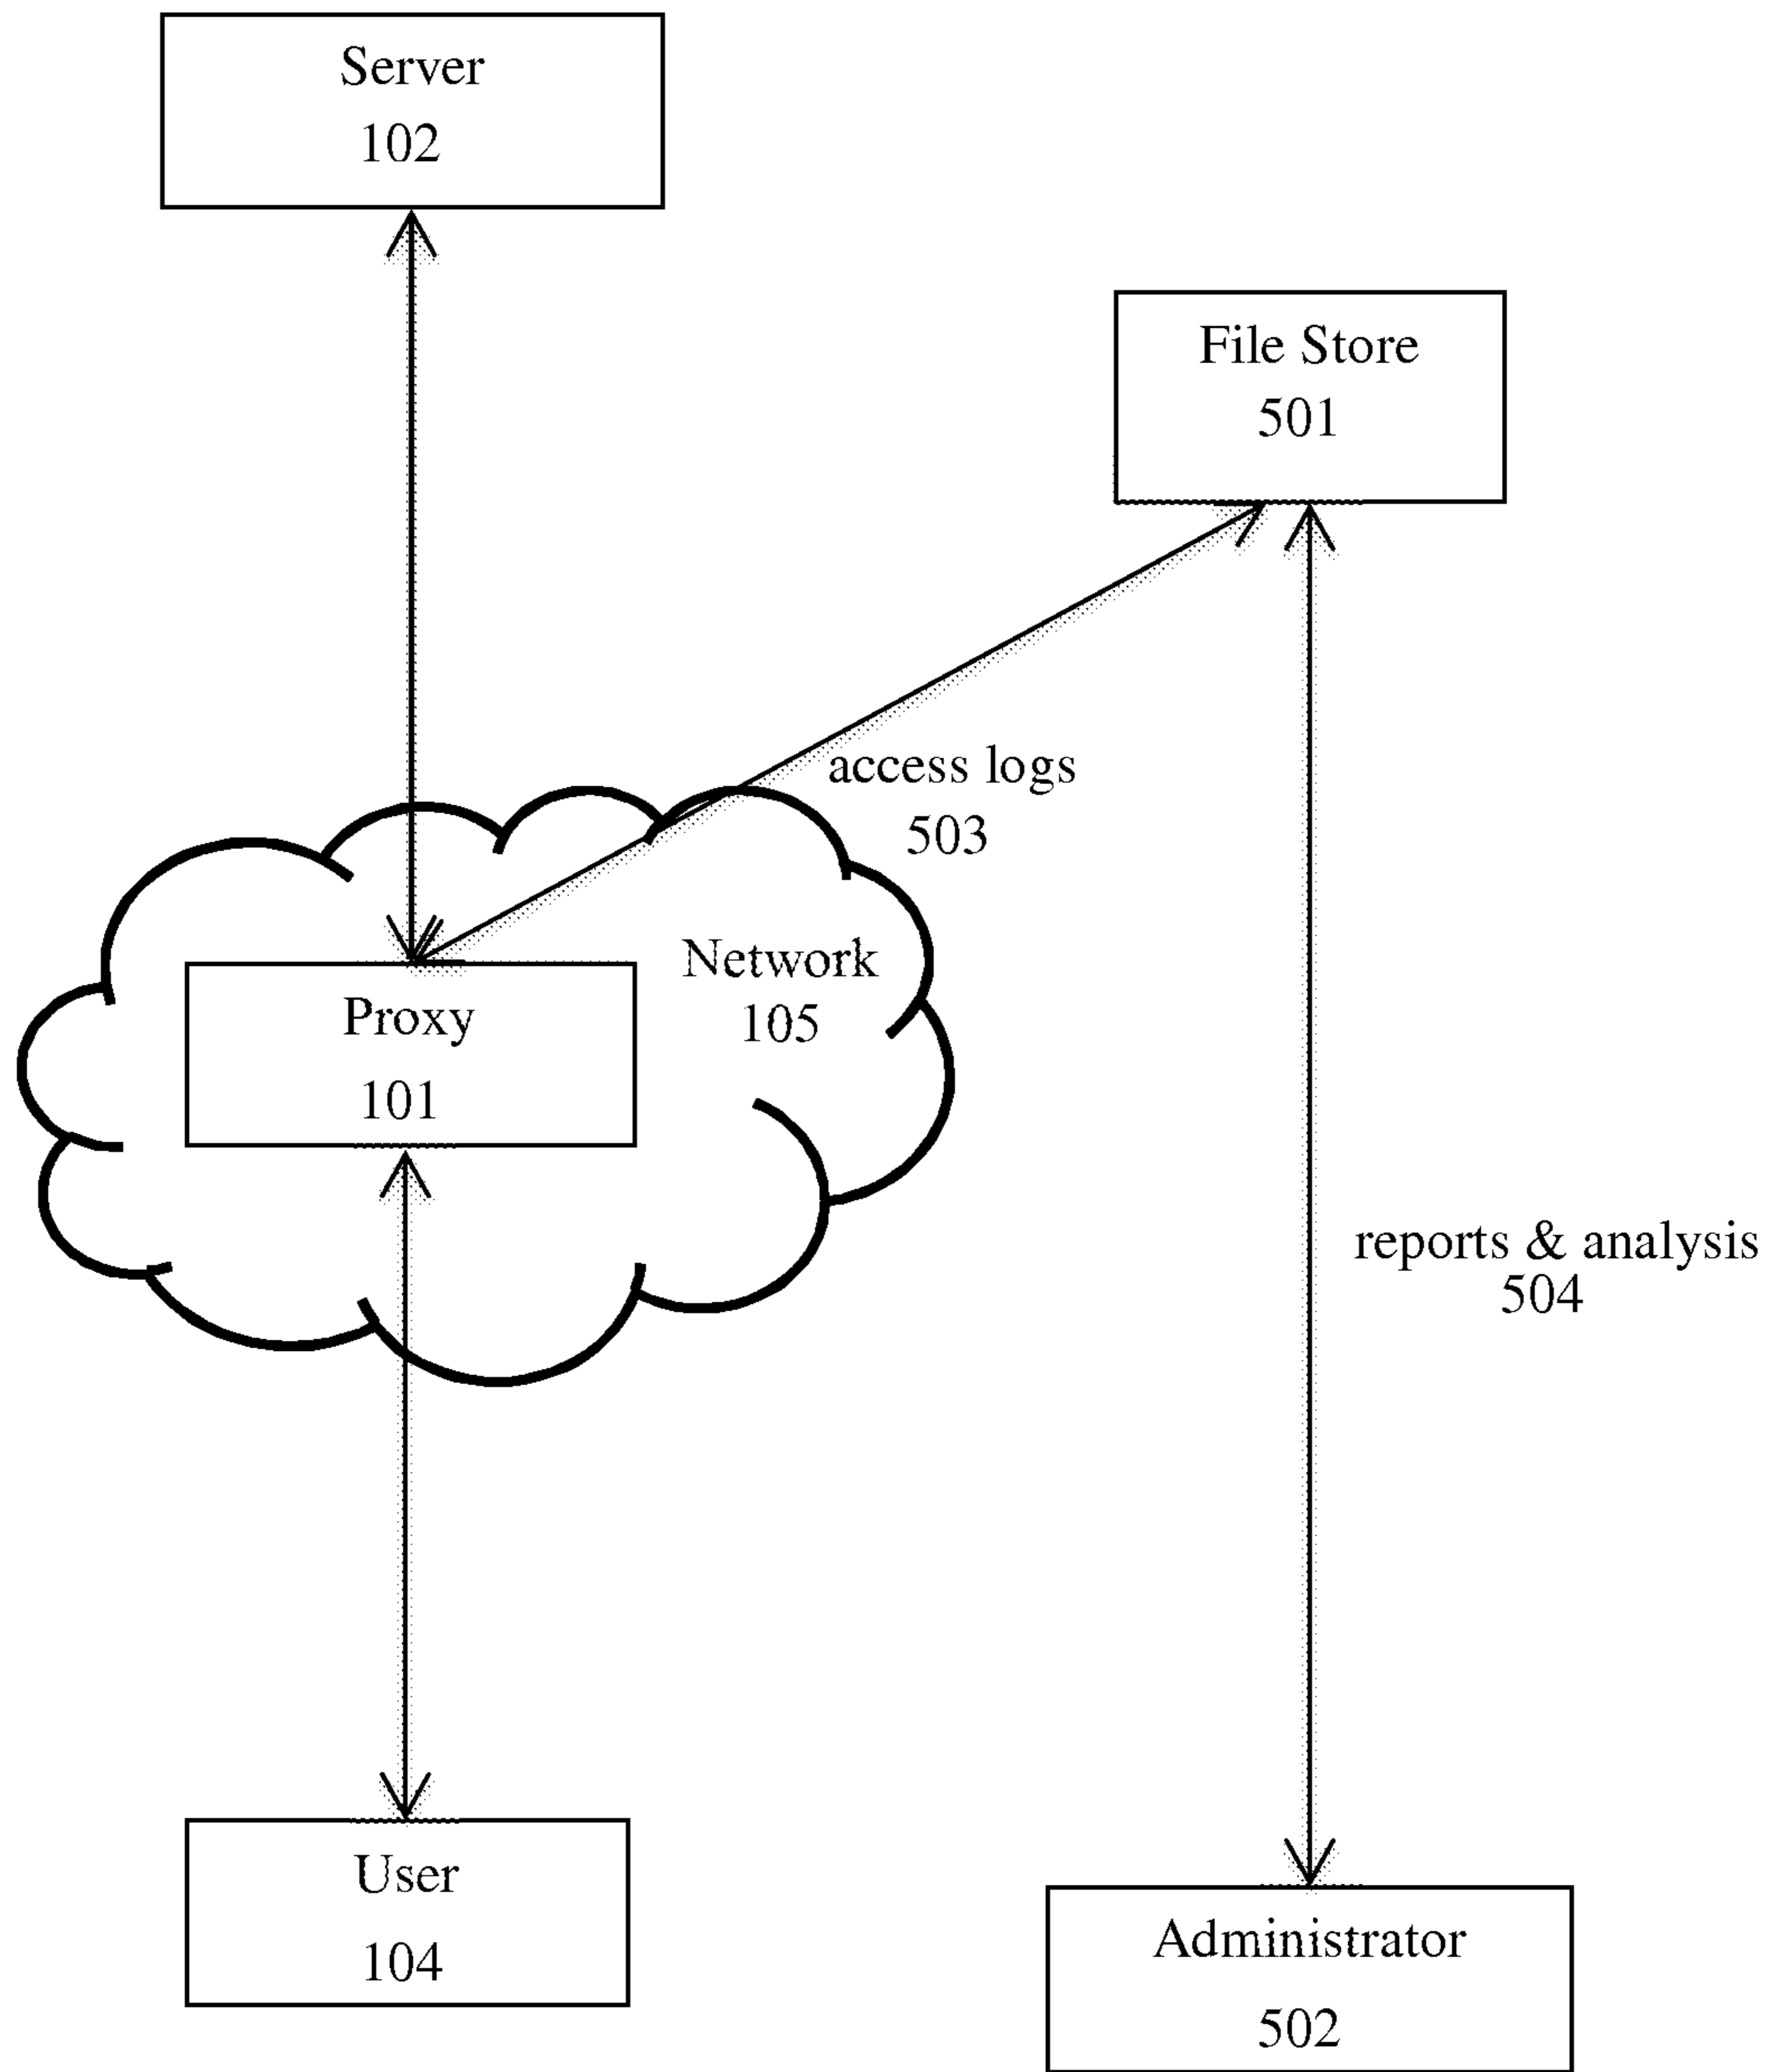 Server
102
File Store
501
access logs
503
Network
105
Proxy
101
reports & analysis
504
User
104
Administrator
502